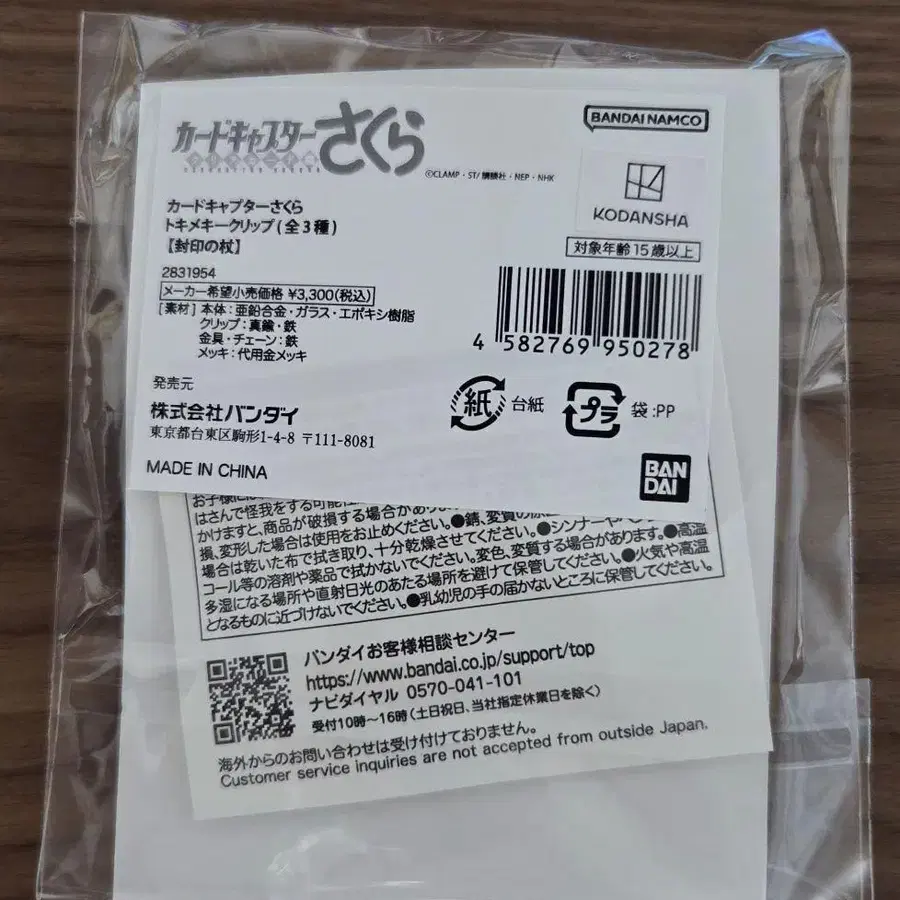 カードキャプターさくら
©CLAMP・ST/講談社・NEP・NHK
BANDAI NAMCO
KODANSHA
対象年齢15歳以上
カードキャプターさくら
トキメキークリップ(全3種)
【封印の杖】
2831954
メーカー希望小売価格 ¥3,300(税込)
[素材] 本体:亜鉛合金・ガラス・エポキシ樹脂
クリップ:真鍮・鉄
金具・チェーン:鉄
メッキ:代用金メッキ
4 582769 950278
発売元
株式会社バンダイ
東京都台東区駒形1-4-8 〒111-8081
紙 台紙
プラ 袋:PP
MADE IN CHINA
BAN
DAI
お子様に
はさんで怪我をする可能
かけますと、商品が破損する場合が
損、変形した場合は使用をお止めください。●錆、変質の原因
場合は乾いた布で拭き取り、十分乾燥させてください。●シンナーや
コール等の溶剤や薬品で拭かないでください。変色、変質する場合があります。●高温
多湿になる場所や直射日光のあたる場所を避けて保管してください。●火気や高温
となるものに近づけないでください。●乳幼児の手の届かないところに保管してください。
バンダイお客様相談センター
https://www.bandai.co.jp/support/top
ナビダイヤル 0570-041-101
受付10時～16時(土日祝日、当社指定休業日を除く)
海外からのお問い合わせは受け付けておりません。
Customer service inquiries are not accepted from outside Japan.